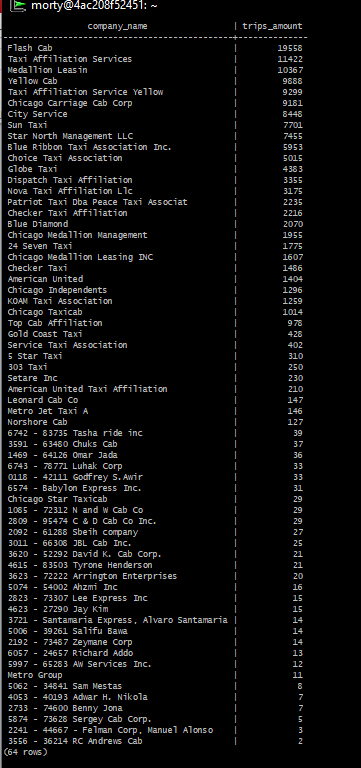 morty@4ac208f52451: ~
company_name | trips_amount
--------------------------------------+--------------
Flash Cab | 19558
Taxi Affiliation Services | 11422
Medallion Leasin | 10367
Yellow Cab | 9888
Taxi Affiliation Service Yellow | 9299
Chicago Carriage Cab Corp | 9181
City Service | 8448
Sun Taxi | 7701
Star North Management LLC | 7455
Blue Ribbon Taxi Association Inc. | 5953
Choice Taxi Association | 5015
Globe Taxi | 4383
Dispatch Taxi Affiliation | 3355
Nova Taxi Affiliation Llc | 3175
Patriot Taxi Dba Peace Taxi Associat | 2235
Checker Taxi Affiliation | 2216
Blue Diamond | 2070
Chicago Medallion Management | 1955
24 Seven Taxi | 1775
Chicago Medallion Leasing INC | 1607
Checker Taxi | 1486
American United | 1404
Chicago Independents | 1296
KOAM Taxi Association | 1259
Chicago Taxicab | 1014
Top Cab Affiliation | 978
Gold Coast Taxi | 428
Service Taxi Association | 402
5 Star Taxi | 310
303 Taxi | 250
Setare Inc | 230
American United Taxi Affiliation | 210
Leonard Cab Co | 147
Metro Jet Taxi A | 146
Norshore Cab | 127
6742 - 83735 Tasha ride inc | 39
3591 - 63480 Chuks Cab | 37
1469 - 64126 Omar Jada | 36
6743 - 78771 Luhak Corp | 33
0118 - 42111 Godfrey S.Awir | 33
6574 - Babylon Express Inc. | 31
Chicago Star Taxicab | 29
1085 - 72312 N and W Cab Co | 29
2809 - 95474 C & D Cab Co Inc. | 29
2092 - 61288 Sbeih company | 27
3011 - 66308 JBL Cab Inc. | 25
3620 - 52292 David K. Cab Corp. | 21
4615 - 83503 Tyrone Henderson | 21
3623 - 72222 Arrington Enterprises | 20
5074 - 54002 Ahzmi Inc | 16
2823 - 73307 Lee Express Inc | 15
4623 - 27290 Jay Kim | 15
3721 - Santamaria Express, Alvaro Santamaria | 14
5006 - 39261 Salifu Bawa | 14
2192 - 73487 Zeymane Corp | 14
6057 - 24657 Richard Addo | 13
5997 - 65283 AW Services Inc. | 12
Metro Group | 11
5062 - 34841 Sam Mestas | 8
4053 - 40193 Adwar H. Nikola | 7
2733 - 74600 Benny Jona | 7
5874 - 73628 Sergey Cab Corp. | 5
2241 - 44667 - Felman Corp, Manuel Alonso | 3
3556 - 36214 RC Andrews Cab | 2
(64 rows)